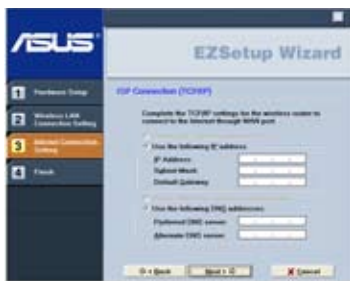 ASUS
EZSetup Wizard
1 Hardware Setup
2 Wireless LAN
Connection Setting
3 Internet Connection
Setting
4 Finish
ISP Connection (TCP/IP)
Complete the TCP/IP settings for the wireless router to
connect to the Internet through WAN port.
Use the following IP address
IP Address:
Subnet Mask:
Default Gateway:
Use the following DNS addresses:
Preferred DNS server:
Alternate DNS server:
< Back
Next >
Cancel